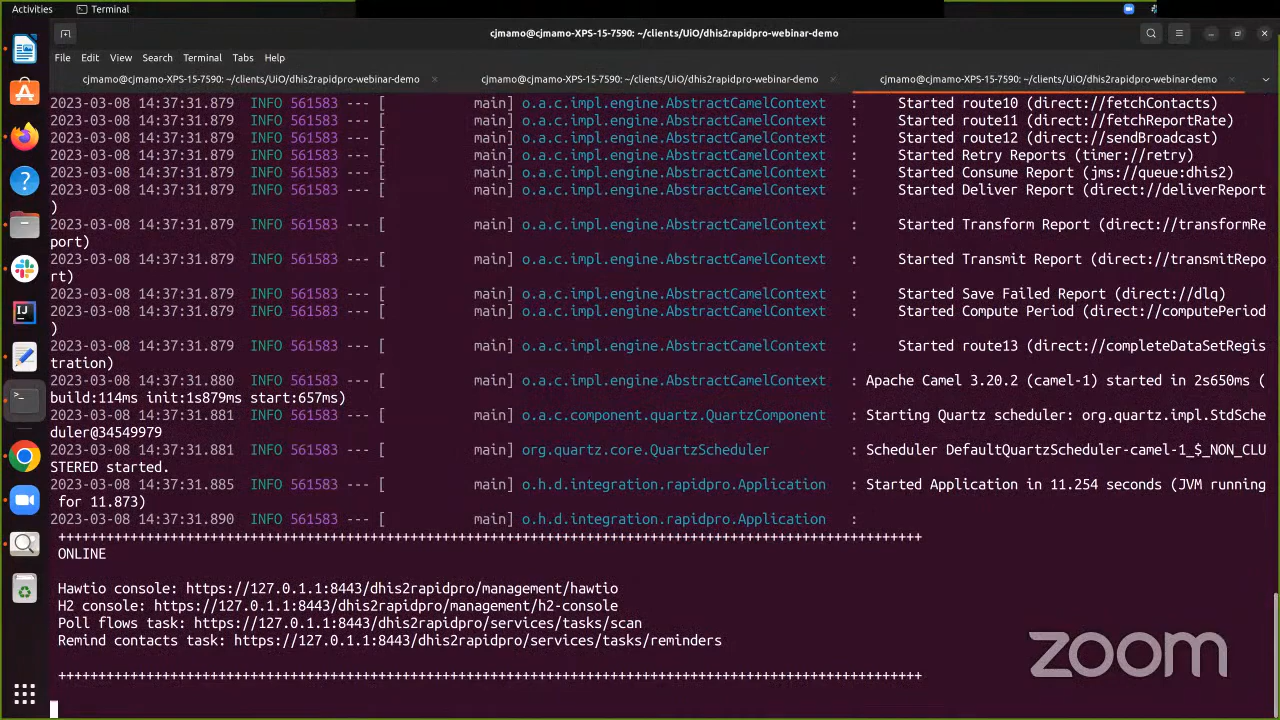 Activities
Terminal
cjmamo@cjmamo-XPS-15-7590: ~/clients/UiO/dhis2rapidpro-webinar-demo
File Edit View Search Terminal Tabs Help
cjmamo@cjmamo-XPS-15-7590: ~/clients/UiO/dhis2rapidpro-webinar-demo × cjmamo@cjmamo-XPS-15-7590: ~/clients/UiO/dhis2rapidpro-webinar-demo × cjmamo@cjmamo-XPS-15-7590: ~/clients/UiO/dhis2rapidpro-webinar-demo ×
2023-03-08 14:37:31.879 INFO 561583 --- [ main] o.a.c.impl.engine.AbstractCamelContext : Started route10 (direct://fetchContacts)
2023-03-08 14:37:31.879 INFO 561583 --- [ main] o.a.c.impl.engine.AbstractCamelContext : Started route11 (direct://fetchReportRate)
2023-03-08 14:37:31.879 INFO 561583 --- [ main] o.a.c.impl.engine.AbstractCamelContext : Started route12 (direct://sendBroadcast)
2023-03-08 14:37:31.879 INFO 561583 --- [ main] o.a.c.impl.engine.AbstractCamelContext : Started Retry Reports (timer://retry)
2023-03-08 14:37:31.879 INFO 561583 --- [ main] o.a.c.impl.engine.AbstractCamelContext : Started Consume Report (jms://queue:dhis2)
2023-03-08 14:37:31.879 INFO 561583 --- [ main] o.a.c.impl.engine.AbstractCamelContext : Started Deliver Report (direct://deliverReport
)
2023-03-08 14:37:31.879 INFO 561583 --- [ main] o.a.c.impl.engine.AbstractCamelContext : Started Transform Report (direct://transformRe
port)
2023-03-08 14:37:31.879 INFO 561583 --- [ main] o.a.c.impl.engine.AbstractCamelContext : Started Transmit Report (direct://transmitRepo
rt)
2023-03-08 14:37:31.879 INFO 561583 --- [ main] o.a.c.impl.engine.AbstractCamelContext : Started Save Failed Report (direct://dlq)
2023-03-08 14:37:31.879 INFO 561583 --- [ main] o.a.c.impl.engine.AbstractCamelContext : Started Compute Period (direct://computePeriod
)
2023-03-08 14:37:31.879 INFO 561583 --- [ main] o.a.c.impl.engine.AbstractCamelContext : Started route13 (direct://completeDataSetRegis
tration)
2023-03-08 14:37:31.880 INFO 561583 --- [ main] o.a.c.impl.engine.AbstractCamelContext : Apache Camel 3.20.2 (camel-1) started in 2s650ms (
build:114ms init:1s879ms start:657ms)
2023-03-08 14:37:31.881 INFO 561583 --- [ main] o.a.c.component.quartz.QuartzComponent : Starting Quartz scheduler: org.quartz.impl.StdSche
duler@34549979
2023-03-08 14:37:31.881 INFO 561583 --- [ main] org.quartz.core.QuartzScheduler : Scheduler DefaultQuartzScheduler-camel-1_$_NON_CLU
STERED started.
2023-03-08 14:37:31.885 INFO 561583 --- [ main] o.h.d.integration.rapidpro.Application : Started Application in 11.254 seconds (JVM running
for 11.873)
2023-03-08 14:37:31.890 INFO 561583 --- [ main] o.h.d.integration.rapidpro.Application :
++++++++++++++++++++++++++++++++++++++++++++++++++++++++++++++++++++++++++++++++++++++++++++++++++++++++++++
ONLINE
Hawtio console: https://127.0.1.1:8443/dhis2rapidpro/management/hawtio
H2 console: https://127.0.1.1:8443/dhis2rapidpro/management/h2-console
Poll flows task: https://127.0.1.1:8443/dhis2rapidpro/services/tasks/scan
Remind contacts task: https://127.0.1.1:8443/dhis2rapidpro/services/tasks/reminders
++++++++++++++++++++++++++++++++++++++++++++++++++++++++++++++++++++++++++++++++++++++++++++++++++++++++++++
zoom